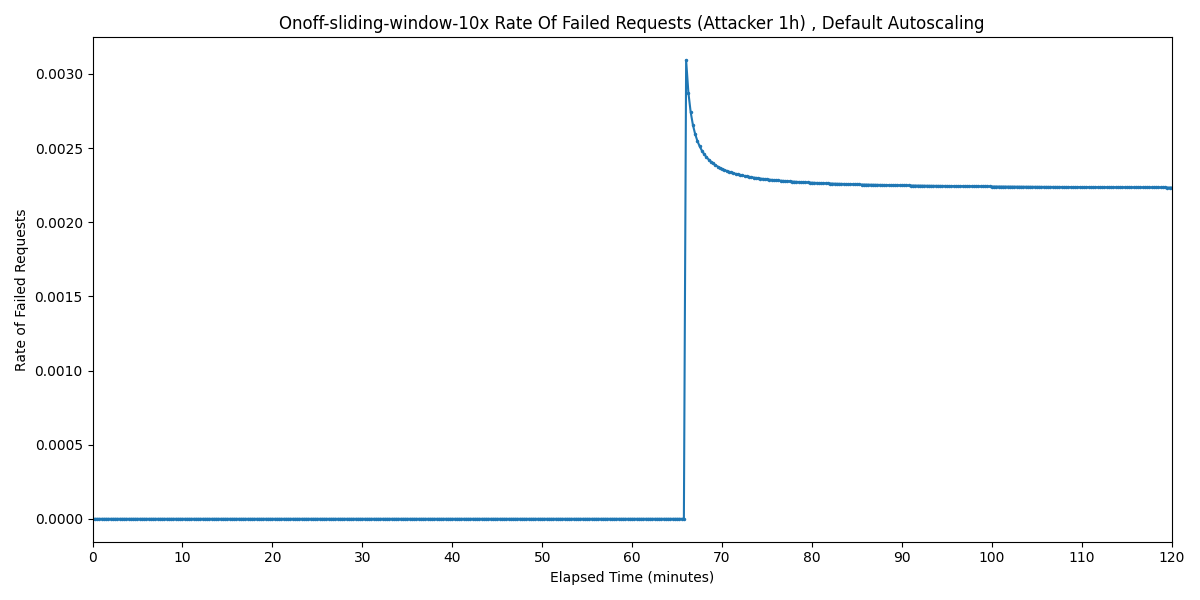 Onoff-sliding-window-10x Rate Of Failed Requests (Attacker 1h) , Default Autoscaling
0.0030
0.0025
0.0020
0.0015
0.0010
0.0005
0.0000
Rate of Failed Requests
0 10 20 30 40 50 60 70 80 90 100 110 120
Elapsed Time (minutes)